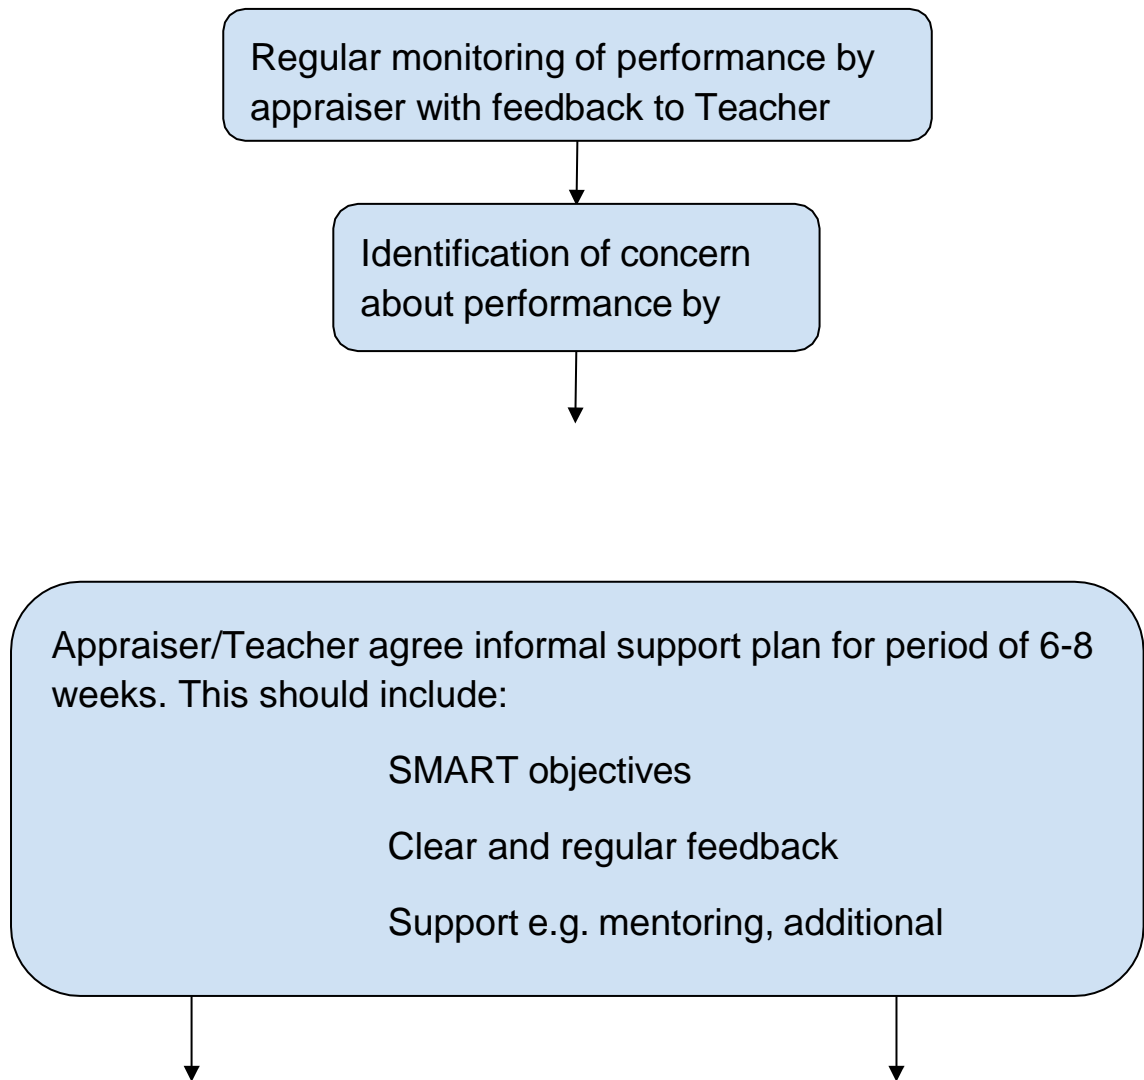 Regular monitoring of performance by
appraiser with feedback to Teacher
Identification of concern
about performance by
Appraiser/Teacher agree informal support plan for period of 6-8
weeks. This should include:
SMART objectives
Clear and regular feedback
Support e.g. mentoring, additional